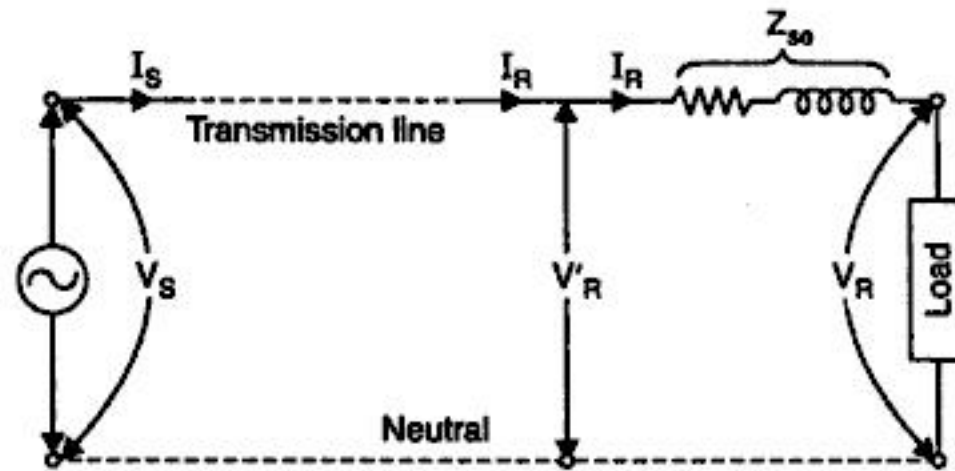 Z_se
I_S
I_R
I_R
Transmission line
V_S
V'_R
V_R
Load
Neutral